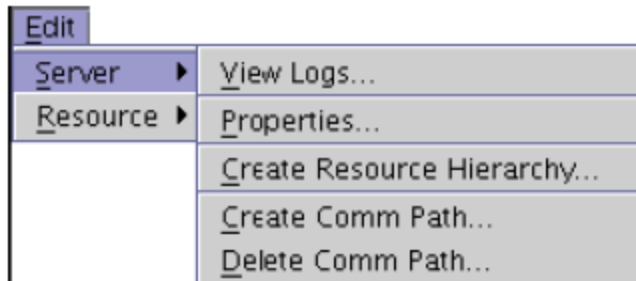 Edit
Server
Resource
View Logs...
Properties...
Create Resource Hierarchy...
Create Comm Path...
Delete Comm Path...